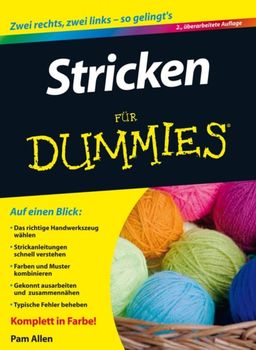 Zwei rechts, zwei links – so gelingt's
2., überarbeitete Auflage
Stricken
FÜR
DUMMIES®
Auf einen Blick:
• Das richtige Handwerkszeug
wählen
• Strickanleitungen
schnell verstehen
• Farben und Muster
kombinieren
• Gekonnt ausarbeiten
und zusammennähen
• Typische Fehler beheben
Komplett in Farbe!
Pam Allen